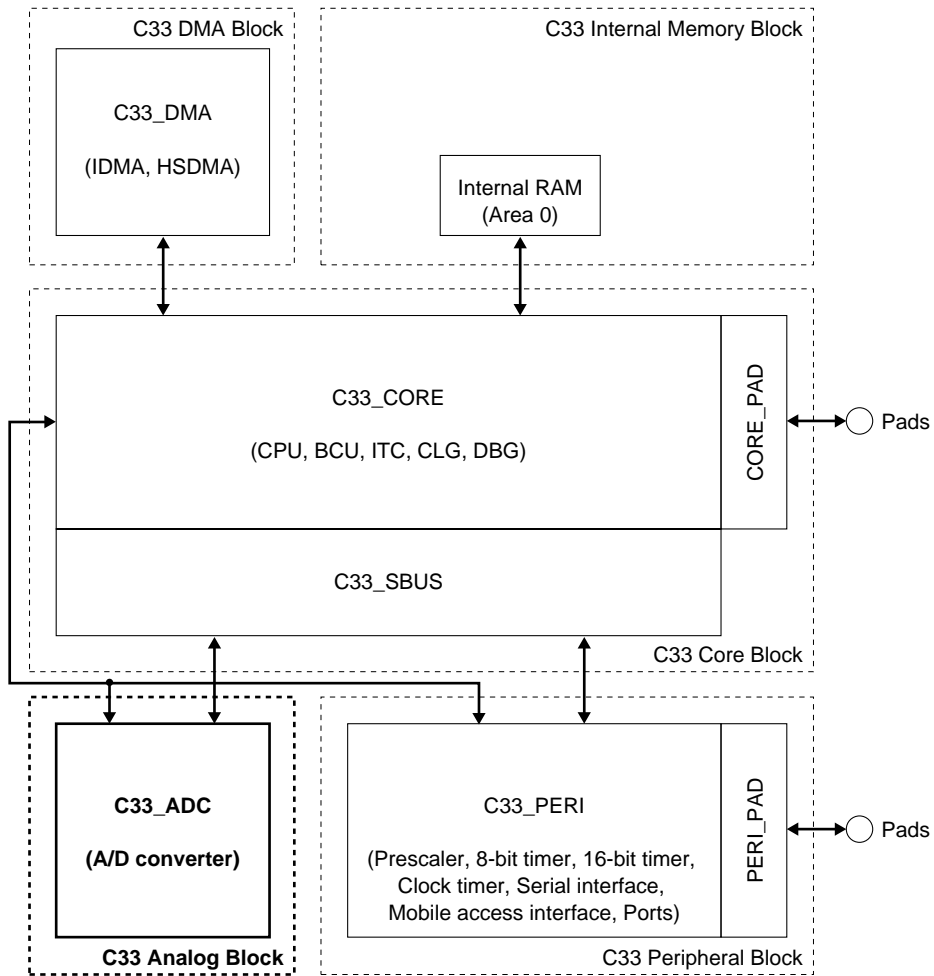 C33 DMA Block
C33_DMA
(IDMA, HSDMA)
C33 Internal Memory Block
Internal RAM
(Area 0)
C33_CORE
(CPU, BCU, ITC, CLG, DBG)
CORE_PAD
Pads
C33_SBUS
C33 Core Block
C33_ADC
(A/D converter)
C33 Analog Block
C33_PERI
(Prescaler, 8-bit timer, 16-bit timer,
Clock timer, Serial interface,
Mobile access interface, Ports)
PERI_PAD
Pads
C33 Peripheral Block